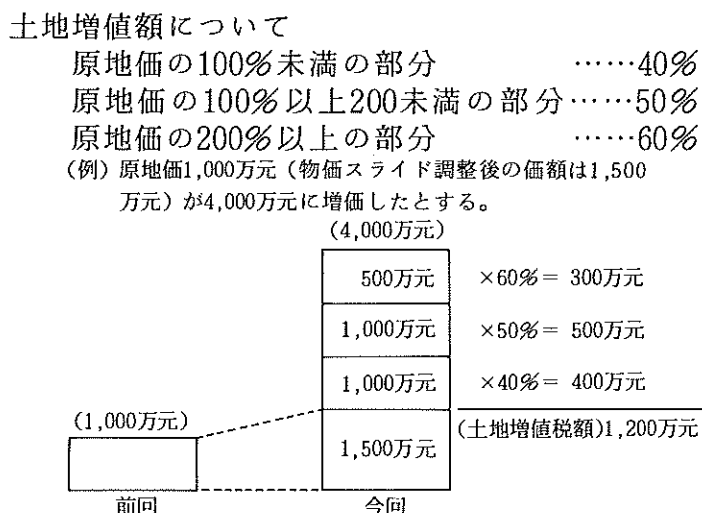 土地増値額について
原地価の100%未満の部分 ……40%
原地価の100%以上200未満の部分……50%
原地価の200%以上の部分 ……60%
(例) 原地価1,000万元(物価スライド調整後の価額は1,500
万元)が4,000万元に増価したとする。
(4,000万元)
500万元 ×60%= 300万元
1,000万元 ×50%= 500万元
1,000万元 ×40%= 400万元
(1,000万元)
(土地増値税額)1,200万元
1,500万元
前回 今回